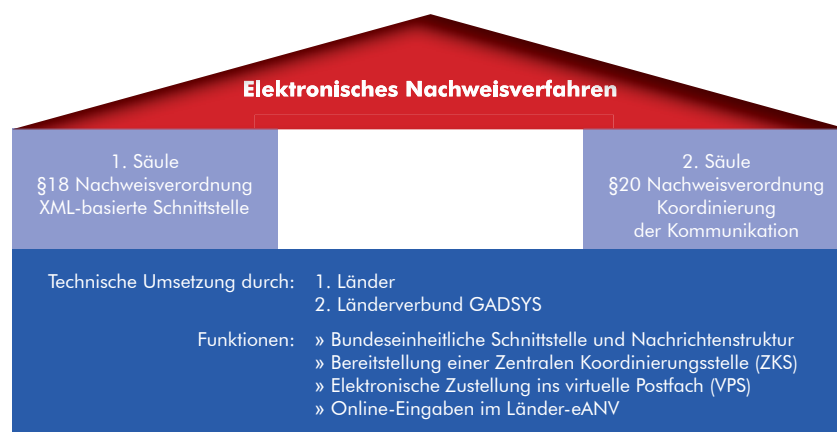 Elektronisches Nachweisverfahren
1. Säule
§18 Nachweisverordnung
XML-basierte Schnittstelle
2. Säule
§20 Nachweisverordnung
Koordinierung
der Kommunikation
Technische Umsetzung durch: 1. Länder
2. Länderverbund GADSYS
Funktionen: » Bundeseinheitliche Schnittstelle und Nachrichtenstruktur
» Bereitstellung einer Zentralen Koordinierungsstelle (ZKS)
» Elektronische Zustellung ins virtuelle Postfach (VPS)
» Online-Eingaben im Länder-eANV